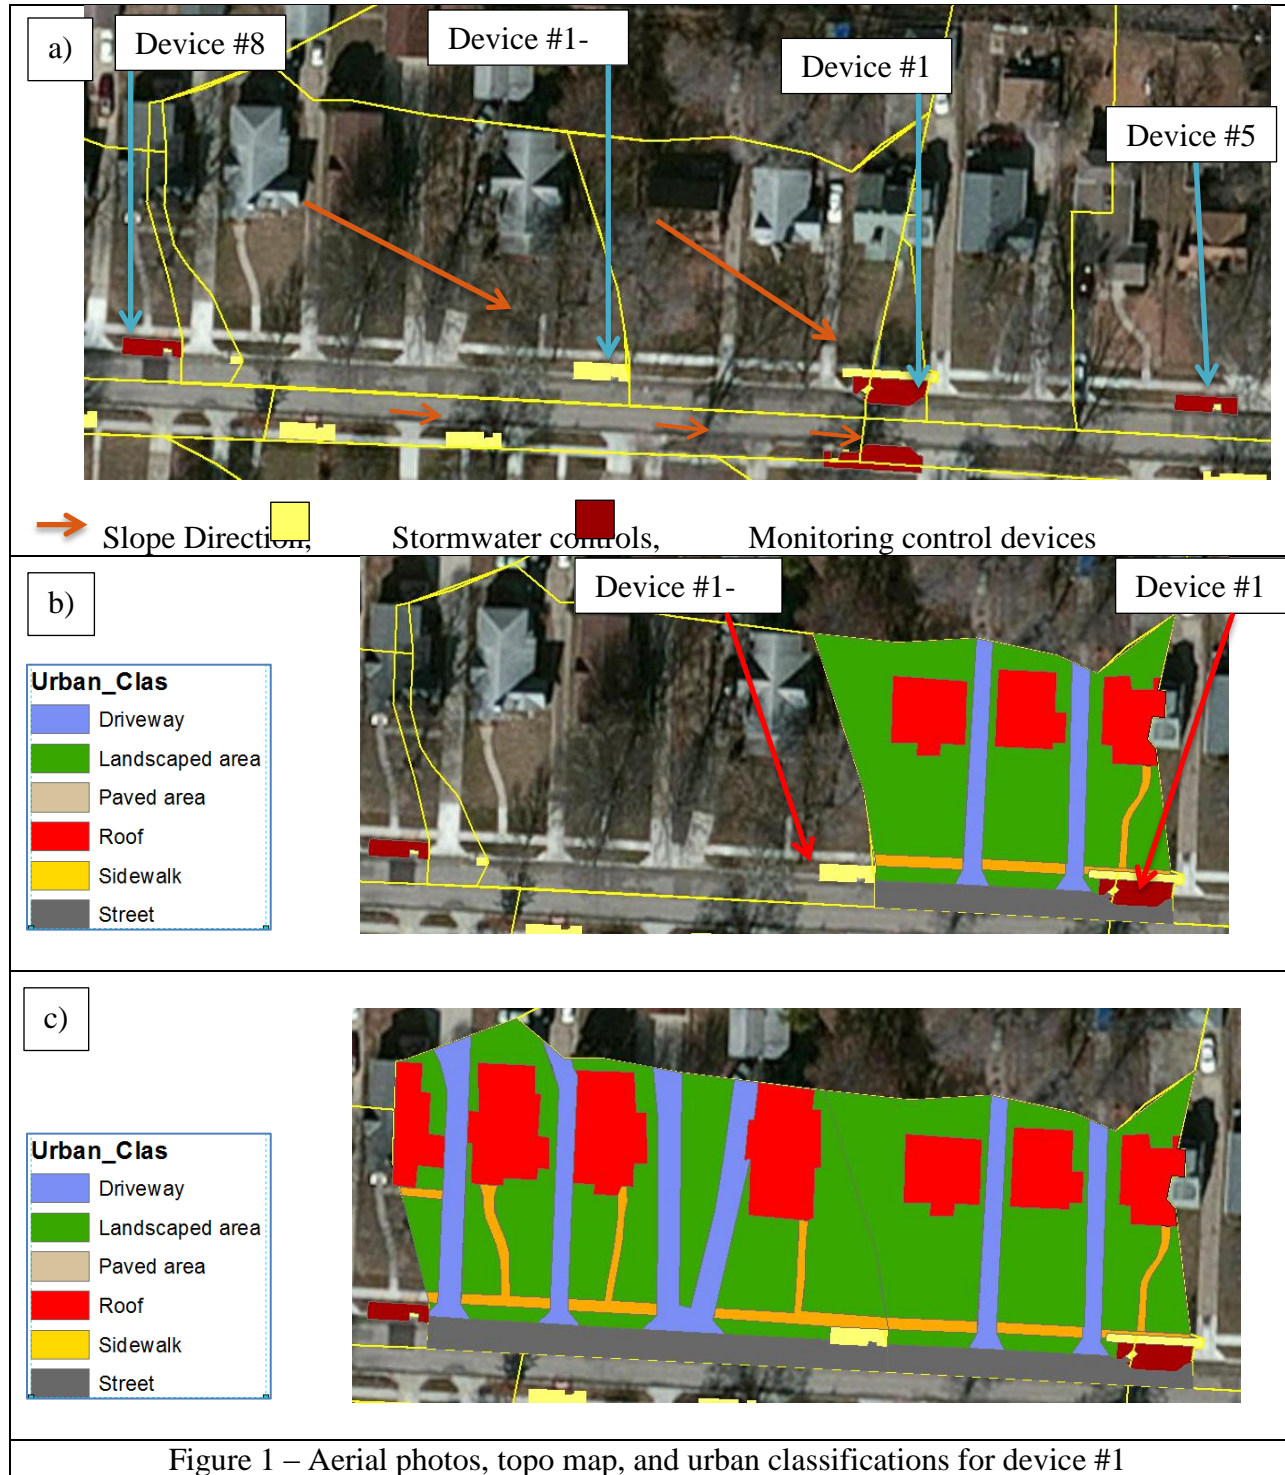 a)
Device #8
Device #1-
Device #1
Device #5
Slope Direction, Stormwater controls, Monitoring control devices
b)
Device #1-
Device #1
Urban_Clas
Driveway
Landscaped area
Paved area
Roof
Sidewalk
Street
c)
Urban_Clas
Driveway
Landscaped area
Paved area
Roof
Sidewalk
Street
Figure 1 – Aerial photos, topo map, and urban classifications for device #1